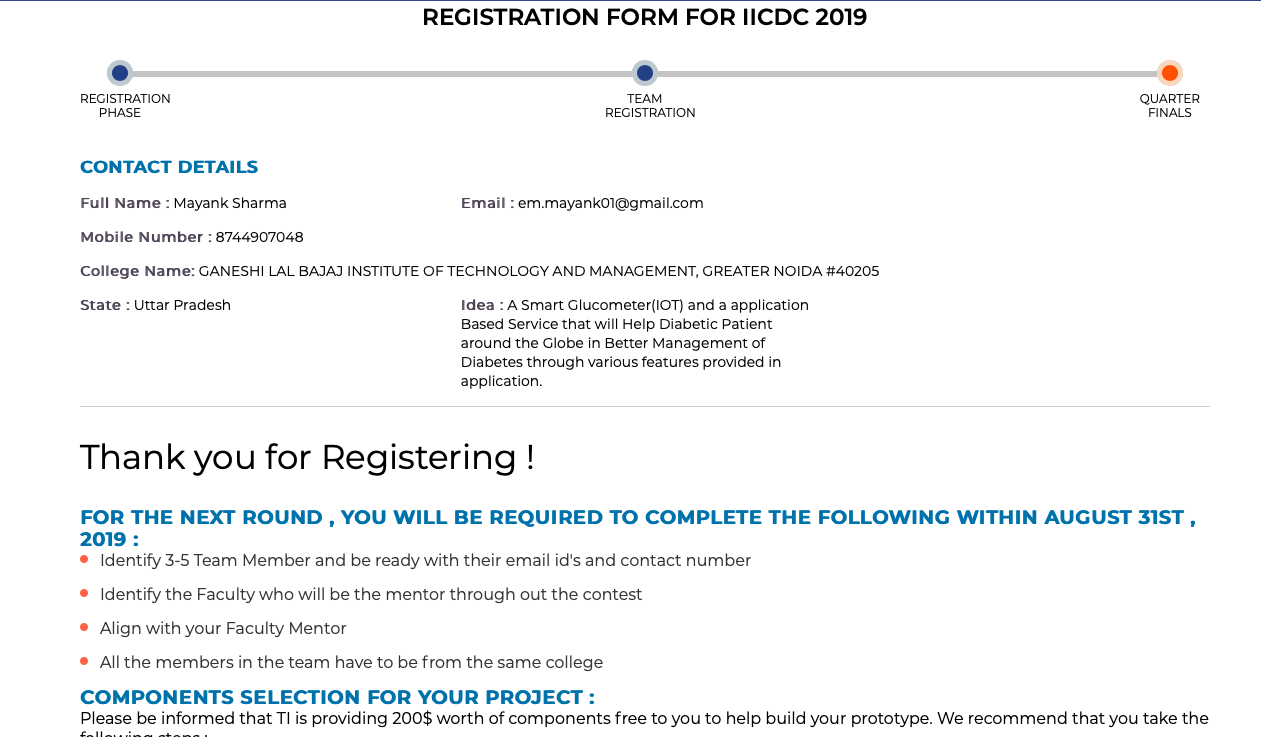 REGISTRATION FORM FOR IICDC 2019
REGISTRATION
PHASE
TEAM
REGISTRATION
QUARTER
FINALS
CONTACT DETAILS
Full Name : Mayank Sharma
Email : em.mayank01@gmail.com
Mobile Number : 8744907048
College Name: GANESHI LAL BAJAJ INSTITUTE OF TECHNOLOGY AND MANAGEMENT, GREATER NOIDA #40205
State : Uttar Pradesh
Idea : A Smart Glucometer(IOT) and a application
Based Service that will Help Diabetic Patient
around the Globe in Better Management of
Diabetes through various features provided in
application.
Thank you for Registering !
FOR THE NEXT ROUND , YOU WILL BE REQUIRED TO COMPLETE THE FOLLOWING WITHIN AUGUST 31ST ,
2019 :
Identify 3-5 Team Member and be ready with their email id's and contact number
Identify the Faculty who will be the mentor through out the contest
Align with your Faculty Mentor
All the members in the team have to be from the same college
COMPONENTS SELECTION FOR YOUR PROJECT :
Please be informed that TI is providing 200$ worth of components free to you to help build your prototype. We recommend that you take the
following steps :